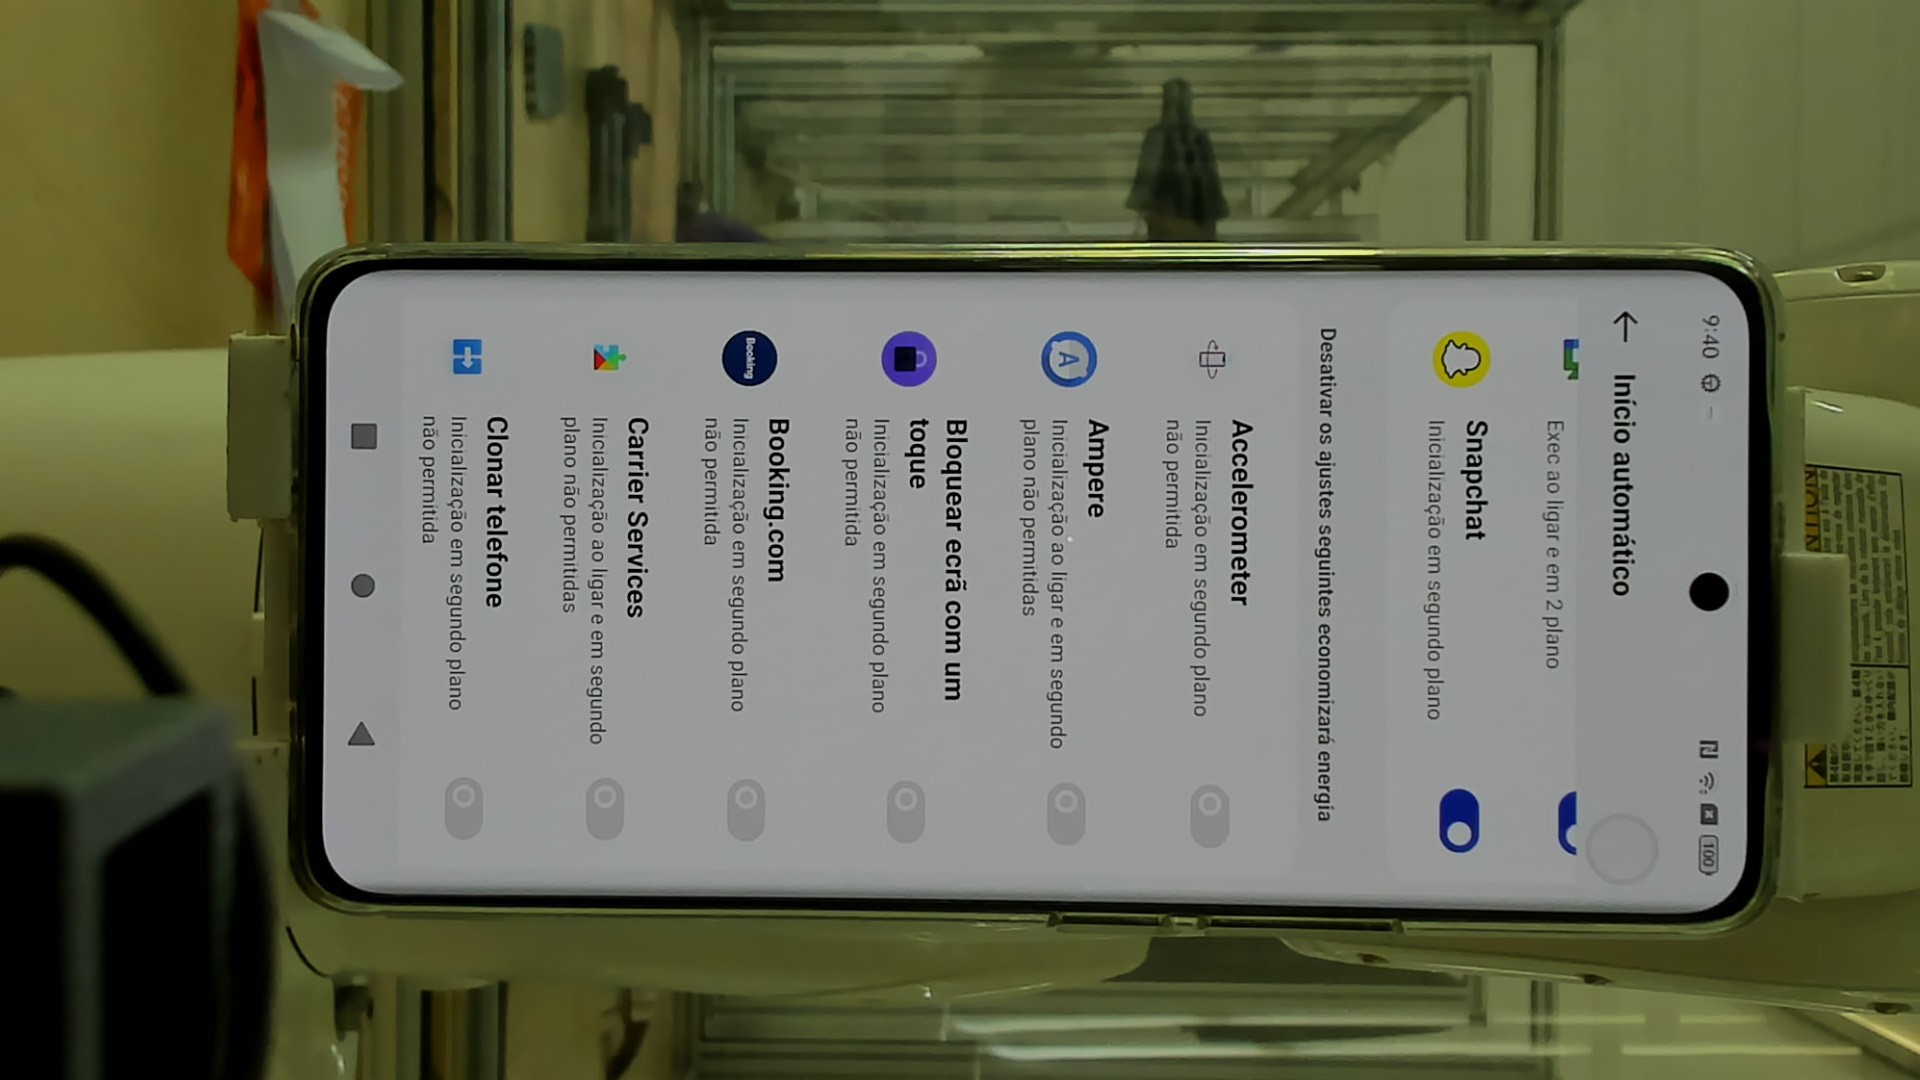 9:40
100
Início automático
Exec ao ligar e em 2 plano
Snapchat
Inicialização em segundo plano
Desativar os ajustes seguintes economizará energia
Accelerometer
Inicialização em segundo plano
não permitida
A
Ampere
Inicialização ao ligar e em segundo
plano não permitidas
Bloquear ecrã com um
toque
Inicialização em segundo plano
não permitida
Booking
Booking.com
Inicialização em segundo plano
não permitida
Carrier Services
Inicialização ao ligar e em segundo
plano não permitidas
Clonar telefone
Inicialização em segundo plano
não permitida